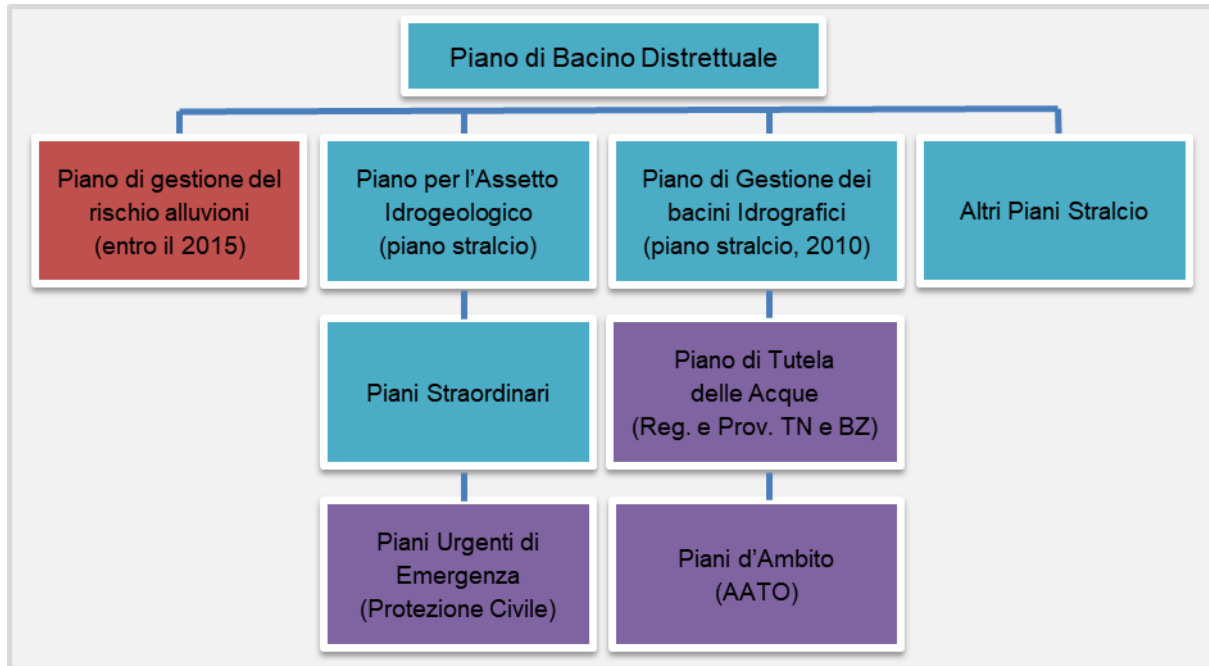 Piano di Bacino Distrettuale
Piano di gestione del
rischio alluvioni
(entro il 2015)
Piano per l'Assetto
Idrogeologico
(piano stralcio)
Piano di Gestione dei
bacini Idrografici
(piano stralcio, 2010)
Altri Piani Stralcio
Piani Straordinari
Piano di Tutela
delle Acque
(Reg. e Prov. TN e BZ)
Piani Urgenti di
Emergenza
(Protezione Civile)
Piani d'Ambito
(AATO)